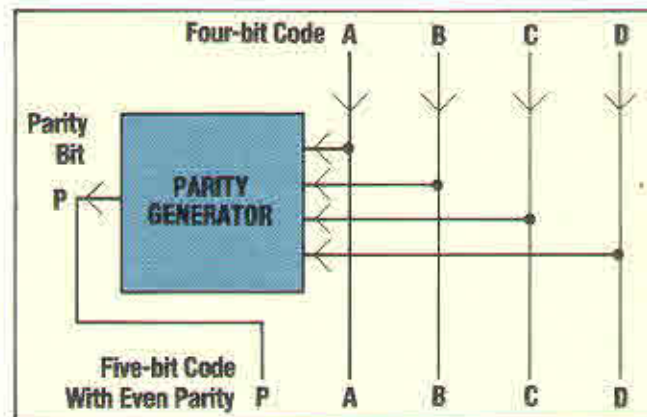 Four-bit Code A B C D
Parity
Bit
P
PARITY
GENERATOR
Five-bit Code
With Even Parity P A B C D